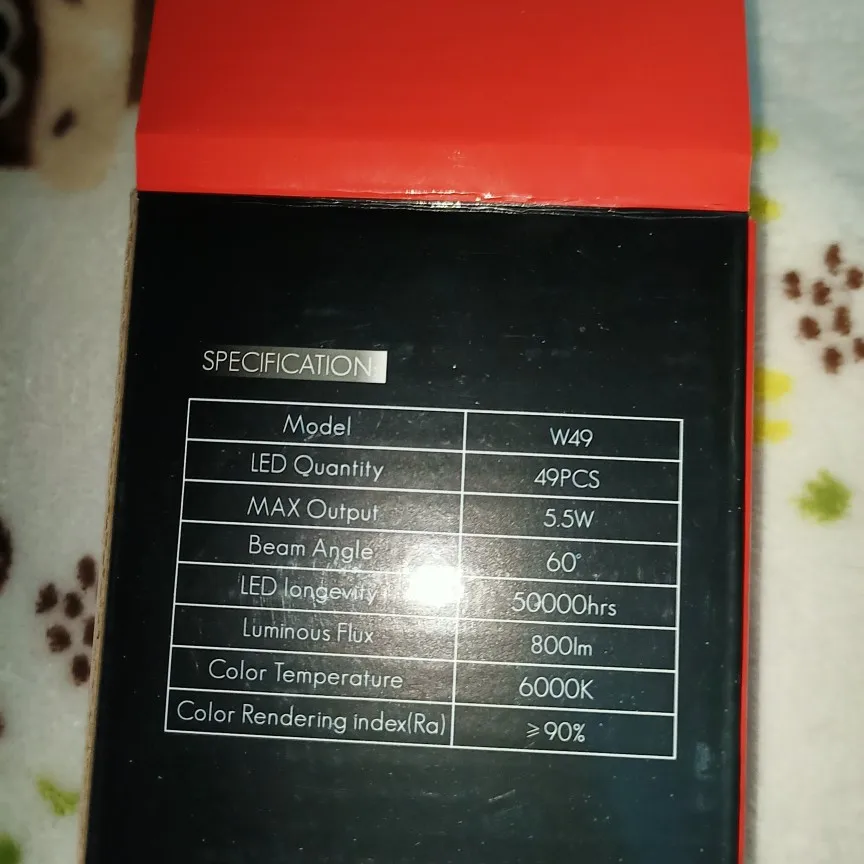 SPECIFICATION
Model W49
LED Quantity 49PCS
MAX Output 5.5W
Beam Angle 60°
LED longevity 50000hrs
Luminous Flux 800lm
Color Temperature 6000K
Color Rendering index(Ra) ≥90%